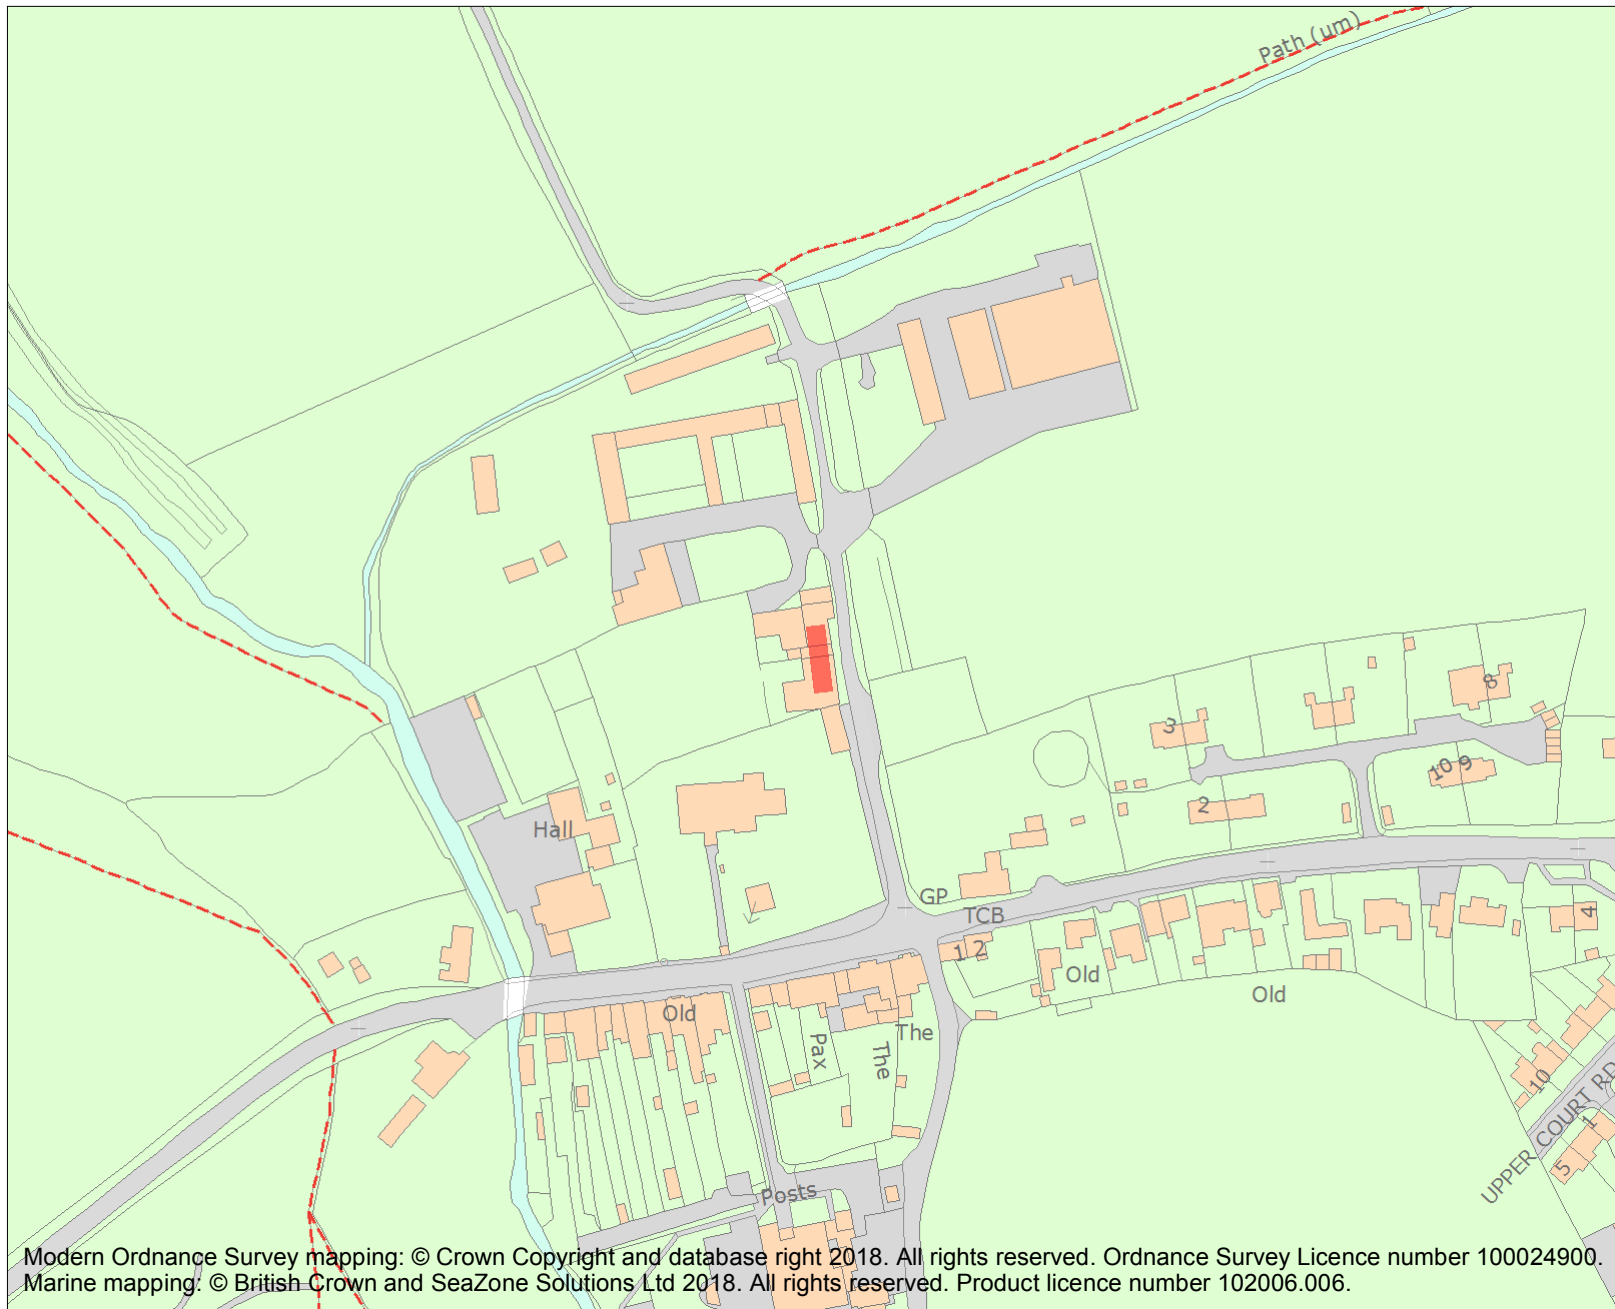 Path (um)
8
3
10 9
2
Hall
GP
TCB
4
1 2
Old
Old
Old
The
Pax
The
10
UPPER COURT RD
1
5
Posts
Modern Ordnance Survey mapping: © Crown Copyright and database right 2018. All rights reserved. Ordnance Survey Licence number 100024900.
Marine mapping: © British Crown and SeaZone Solutions Ltd 2018. All rights reserved. Product licence number 102006.006.